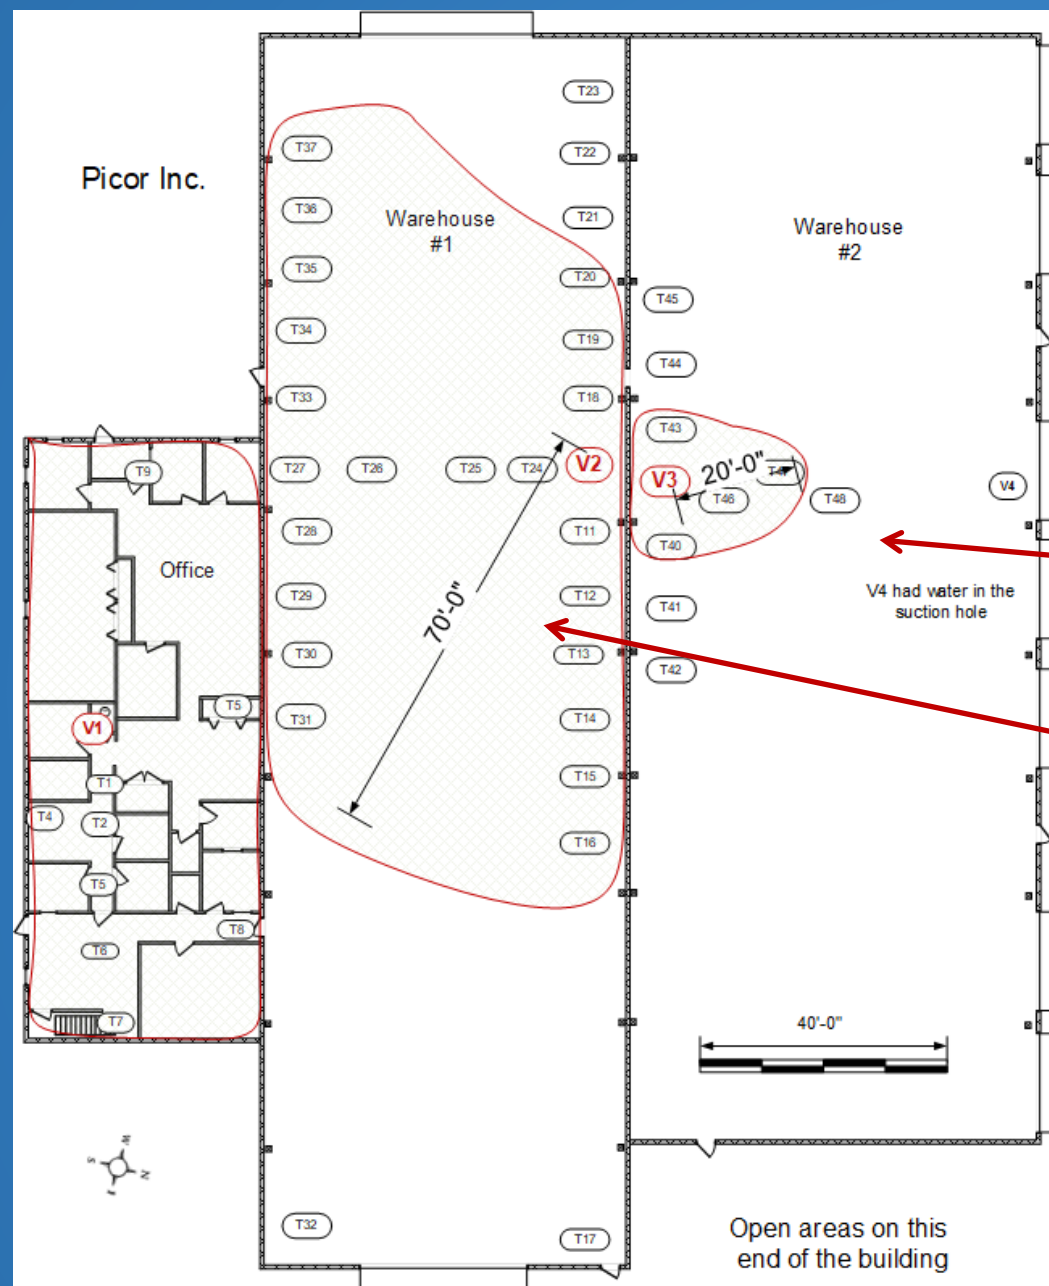 Picor Inc.
T23
T37
T22
T36
Warehouse
#1
T21
Warehouse
#2
T35
T20
T45
T34
T19
T44
T33
T18
T43
T9
T27
T26
T25
T24
V2
V3
20'-0"
T46
T48
V4
T28
T11
T40
Office
V4 had water in the
suction hole
T29
T12
T41
70'-0"
T30
T13
T42
T5
T31
T14
V1
T1
T15
T4
T2
T16
T5
T8
T6
T7
40'-0"
W
S
N
T32
T17
Open areas on this
end of the building